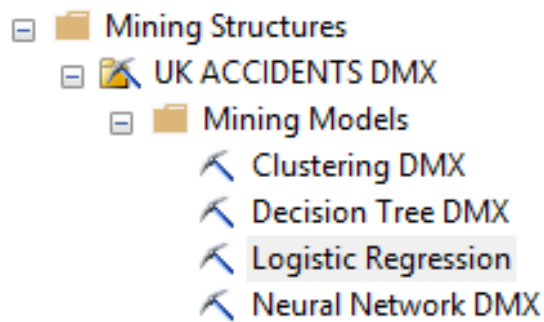 Mining Structures
UK ACCIDENTS DMX
Mining Models
Clustering DMX
Decision Tree DMX
Logistic Regression
Neural Network DMX